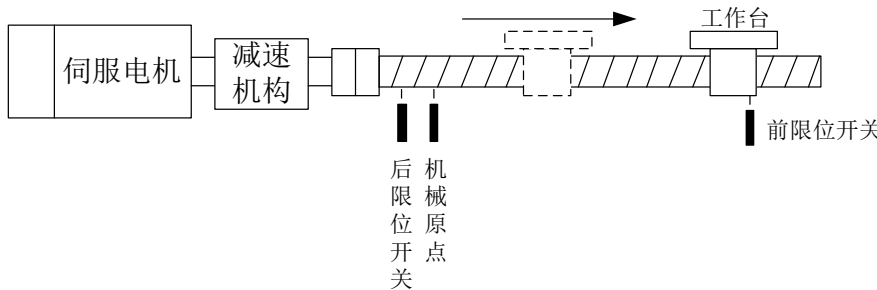 工作台
伺服电机
减速
机构
前限位开关
后限位开关
机械原点